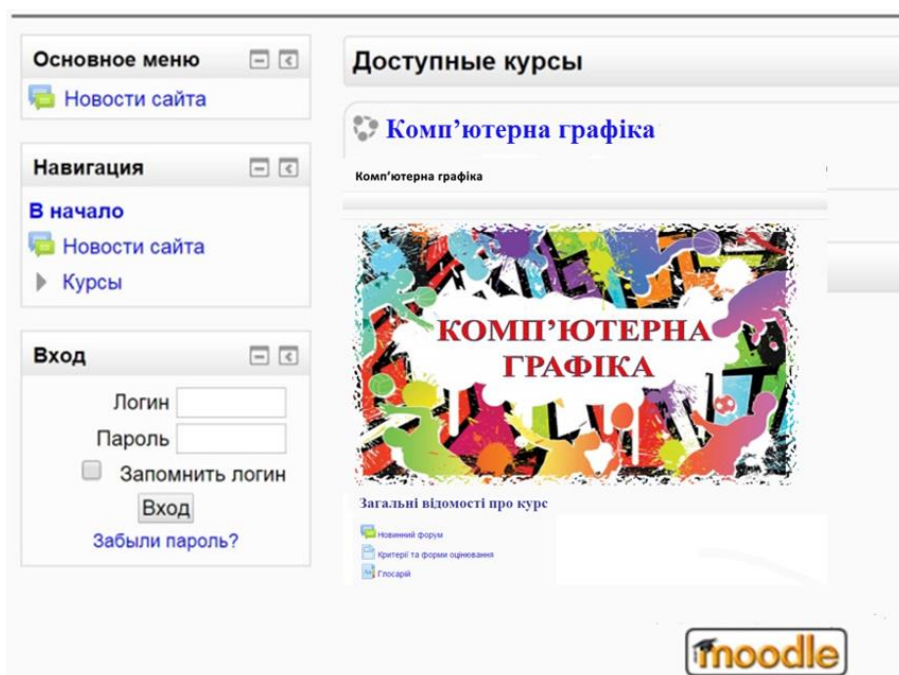 Основное меню
Новости сайта
Навигация
В начало
Новости сайта
Курсы
Вход
Логин
Пароль
Запомнить логин
Вход
Забыли пароль?
Доступные курсы
Комп’ютерна графіка
Комп’ютерна графіка
КОМП’ЮТЕРНА
ГРАФІКА
Загальні відомості про курс
Новинний форум
Критерії та форми оцінювання
Глосарій
moodle